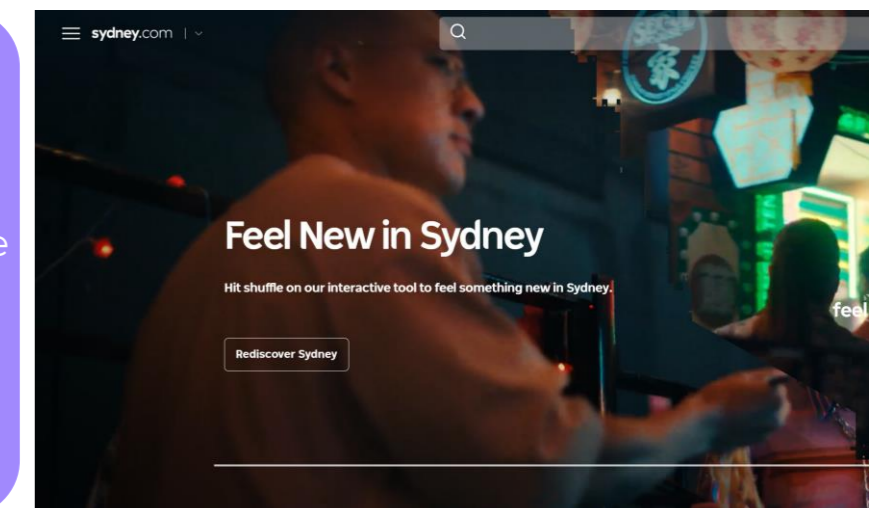 sydney.com
e
Feel New in Sydney
Hit shuffle on our interactive tool to feel something new in Sydney.
feel
Rediscover Sydney